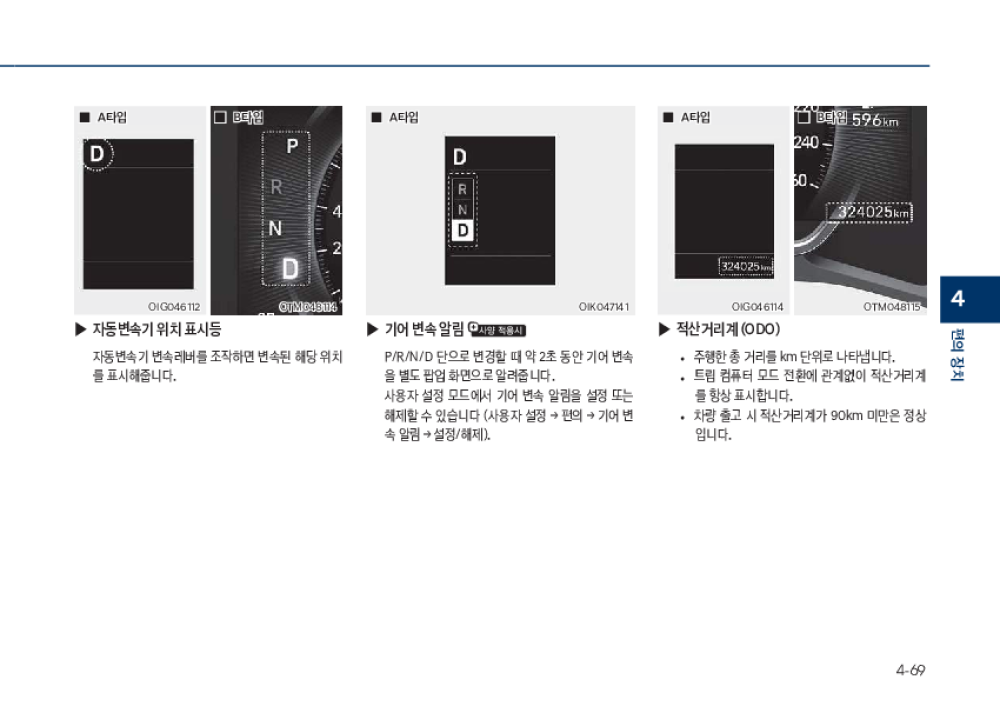 ■ A타입
D
OIG046112
□ B타입
P
R
N
D
4
2
OTM048114
▶ 자동변속기 위치 표시등
자동변속기 변속레버를 조작하면 변속된 해당 위치
를 표시해줍니다.
■ A타입
D
R
N
D
OIK047141
▶ 기어 변속 알림 사양 적용시
P/R/N/D 단으로 변경할 때 약 2초 동안 기어 변속
을 별도 팝업 화면으로 알려줍니다.
사용자 설정 모드에서 기어 변속 알림을 설정 또는
해제할 수 있습니다 (사용자 설정 → 편의 → 기어 변
속 알림 → 설정/해제).
■ A타입
324025km
OIG046114
□ B타입
596km
240
324025km
OTM048115
▶ 적산거리계 (ODO)
• 주행한 총 거리를 km 단위로 나타냅니다.
• 트립 컴퓨터 모드 전환에 관계없이 적산거리계
를 항상 표시합니다.
• 차량 출고 시 적산거리계가 90km 미만은 정상
입니다.
4
편의 장치
4-69